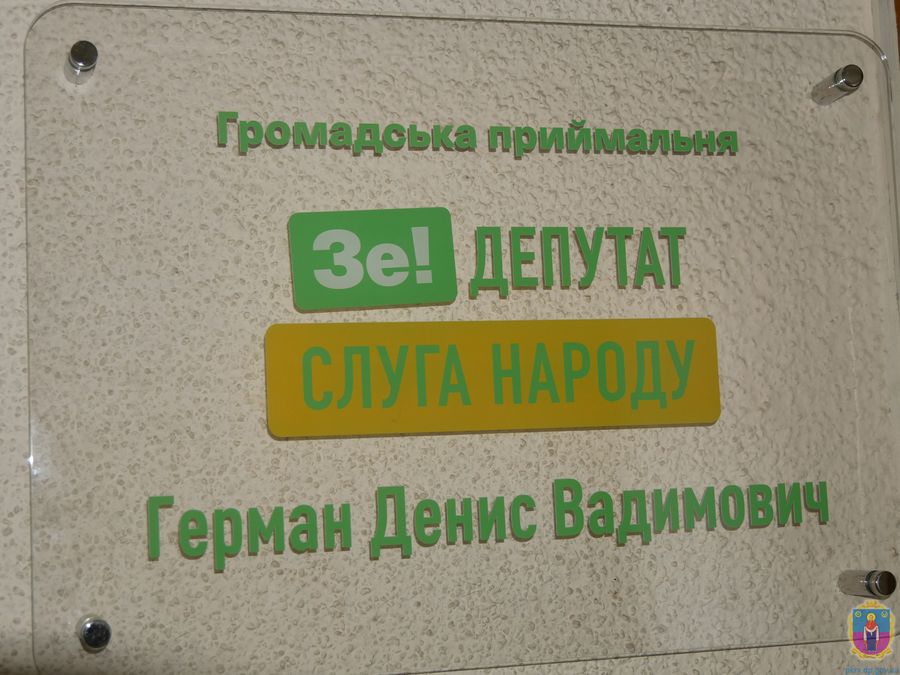 Громадська приймальня
Зе! ДЕПУТАТ
СЛУГА НАРОДУ
Герман Денис Вадимович